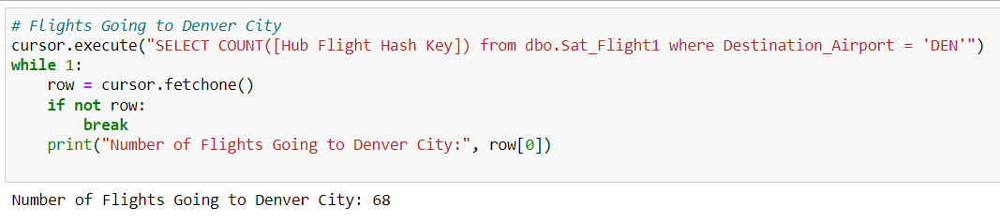 # Flights Going to Denver City
cursor.execute("SELECT COUNT([Hub Flight Hash Key]) from dbo.Sat_Flight1 where Destination_Airport = 'DEN'")
while 1:
    row = cursor.fetchone()
    if not row:
        break
    print("Number of Flights Going to Denver City:", row[0])
Number of Flights Going to Denver City: 68